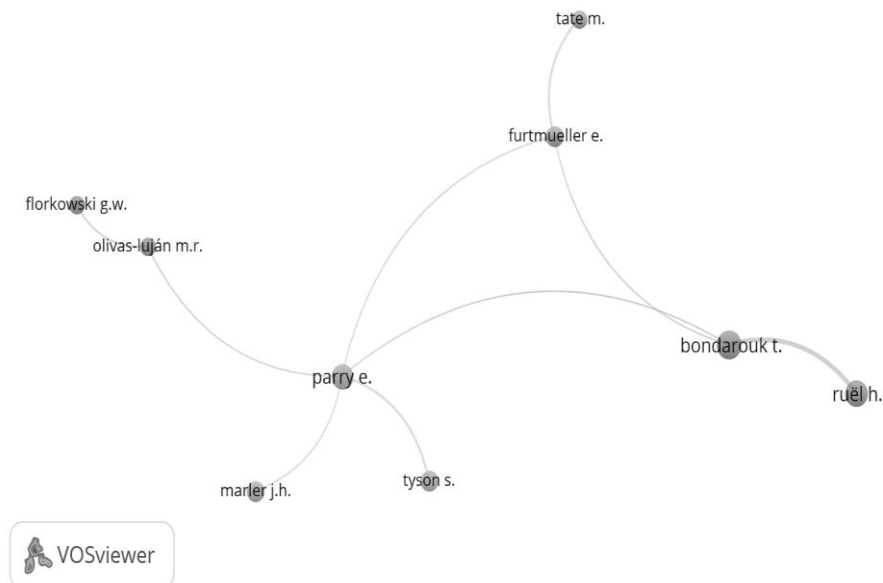 tate m.
furtmueller e.
florkowski g.w.
olivas-luján m.r.
bondarouk t.
parry e.
ruël h.
tyson s.
marler j.h.
VOSviewer